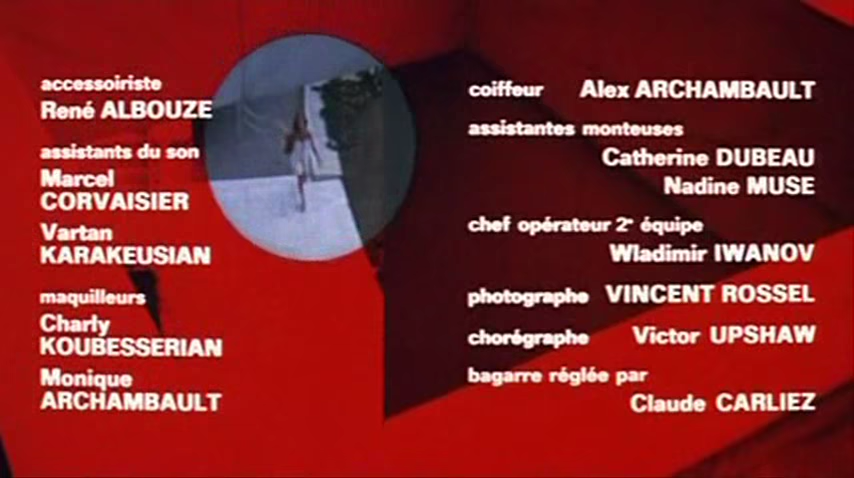 accessoiriste
René ALBOUZE
assistants du son
Marcel
CORVAISIER
Vartan
KARAKEUSIAN
maquilleurs
Charly
KOUBESSERIAN
Monique
ARCHAMBAULT
coiffeur Alex ARCHAMBAULT
assistantes monteuses
Catherine DUBEAU
Nadine MUSE
chef opérateur 2e équipe
Wladimir IWANOV
photographe VINCENT ROSSEL
chorégraphe Victor UPSHAW
bagarre réglée par
Claude CARLIEZ